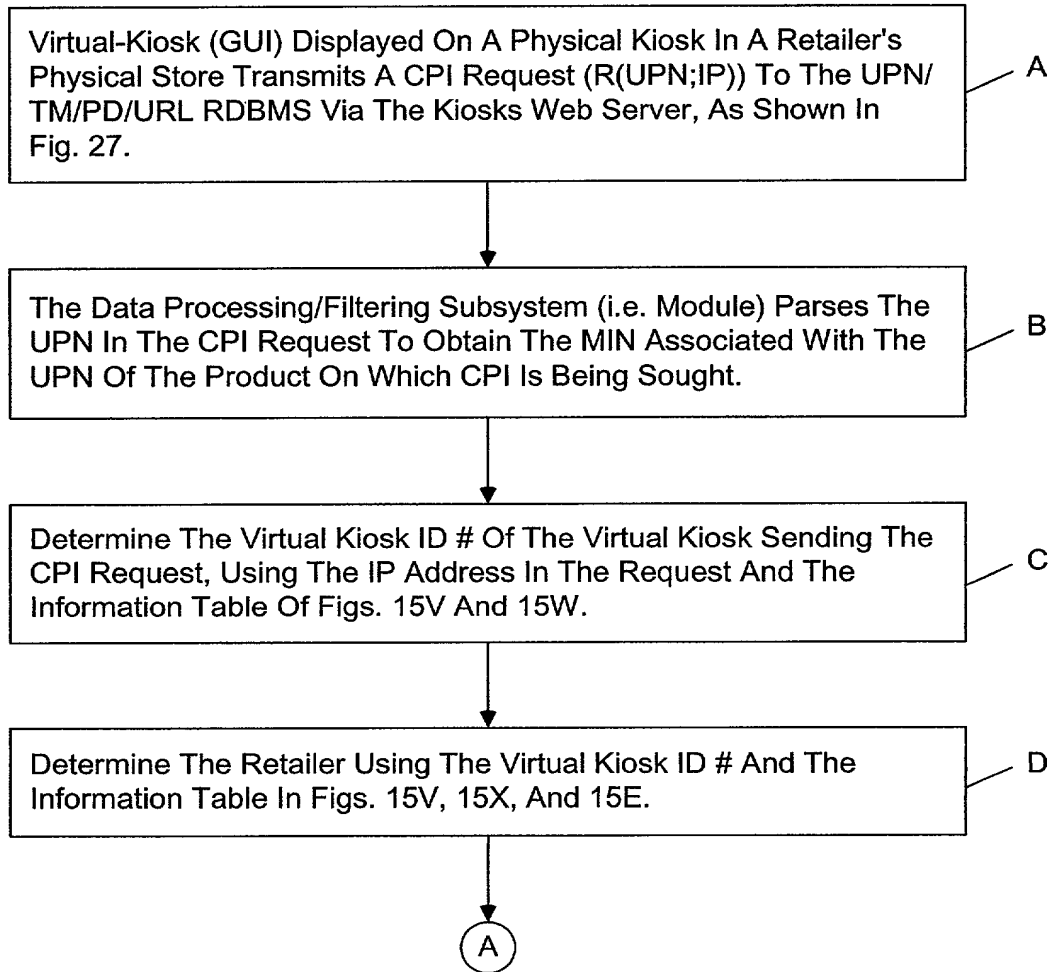 Virtual-Kiosk (GUI) Displayed On A Physical Kiosk In A Retailer's
Physical Store Transmits A CPI Request (R(UPN;IP)) To The UPN/
TM/PD/URL RDBMS Via The Kiosks Web Server, As Shown In
Fig. 27.
A
The Data Processing/Filtering Subsystem (i.e. Module) Parses The
UPN In The CPI Request To Obtain The MIN Associated With The
UPN Of The Product On Which CPI Is Being Sought.
B
Determine The Virtual Kiosk ID # Of The Virtual Kiosk Sending The
CPI Request, Using The IP Address In The Request And The
Information Table Of Figs. 15V And 15W.
C
Determine The Retailer Using The Virtual Kiosk ID # And The
Information Table In Figs. 15V, 15X, And 15E.
D
A